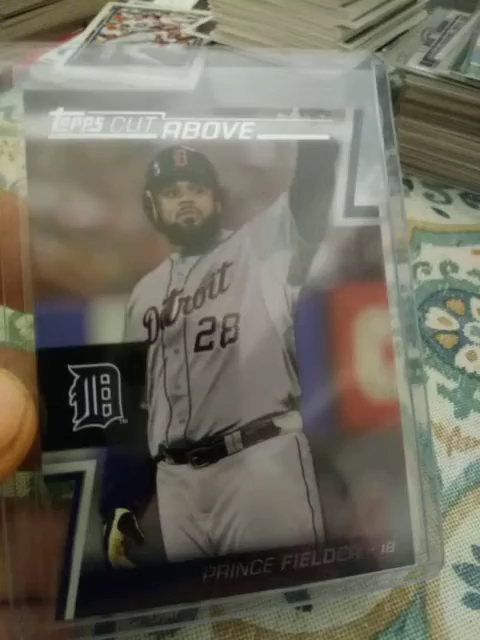 TOPPS CUT ABOVE
D
Detroit
28
D
PRINCE FIELDER - 1B